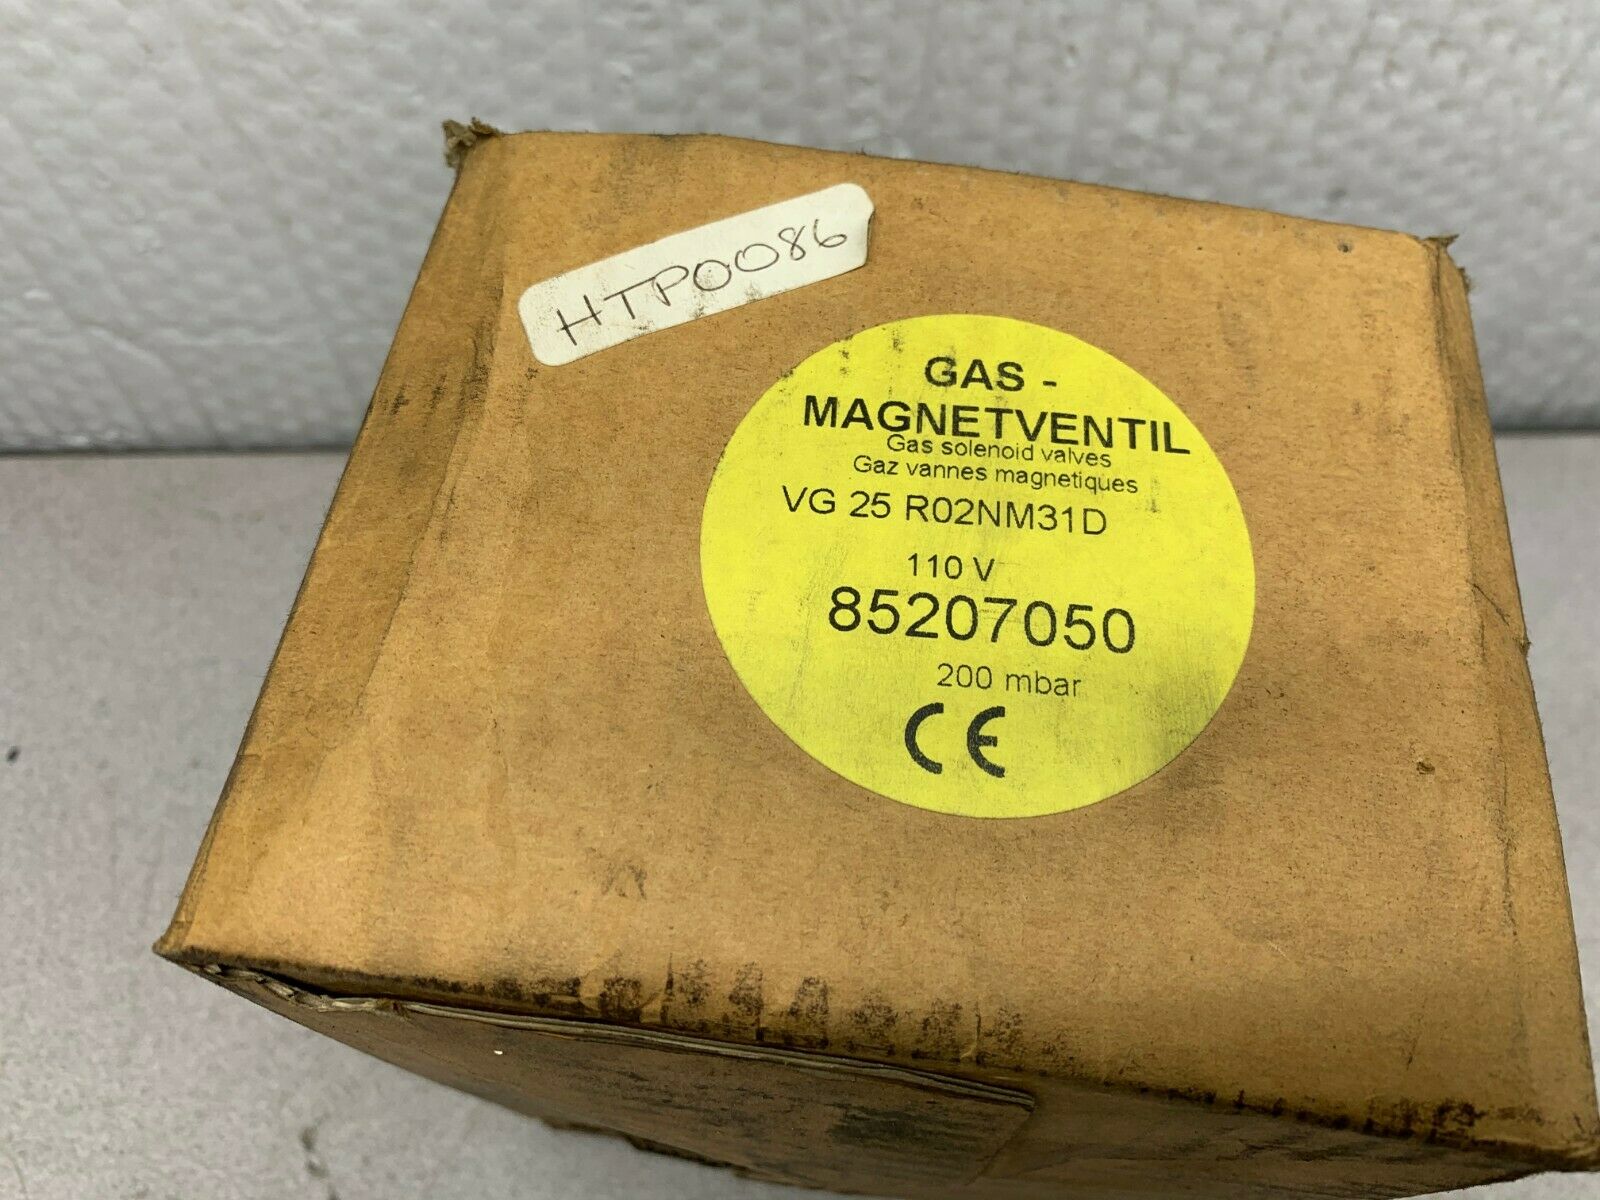 HTP0086
GAS -
MAGNETVENTIL
Gas solenoid valves
Gaz vannes magnetiques
VG 25 R02NM31D
110 V
85207050
200 mbar
CE